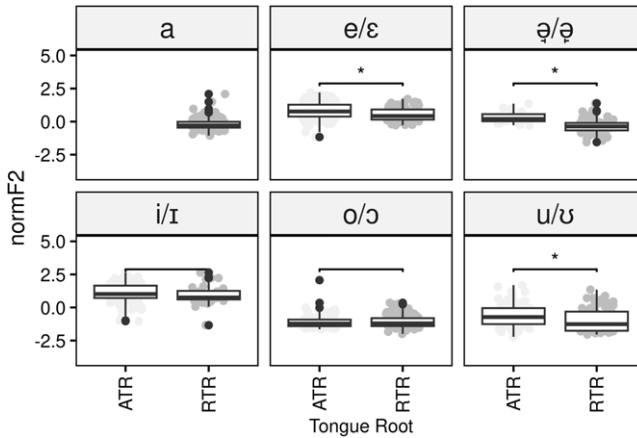 a e/ɛ ə̘/ə̙
5.0
2.5
0.0
-2.5
* *
i/ɪ o/ɔ u/ʊ
5.0
2.5
0.0
-2.5
*
normF2
ATR RTR ATR RTR ATR RTR
Tongue Root